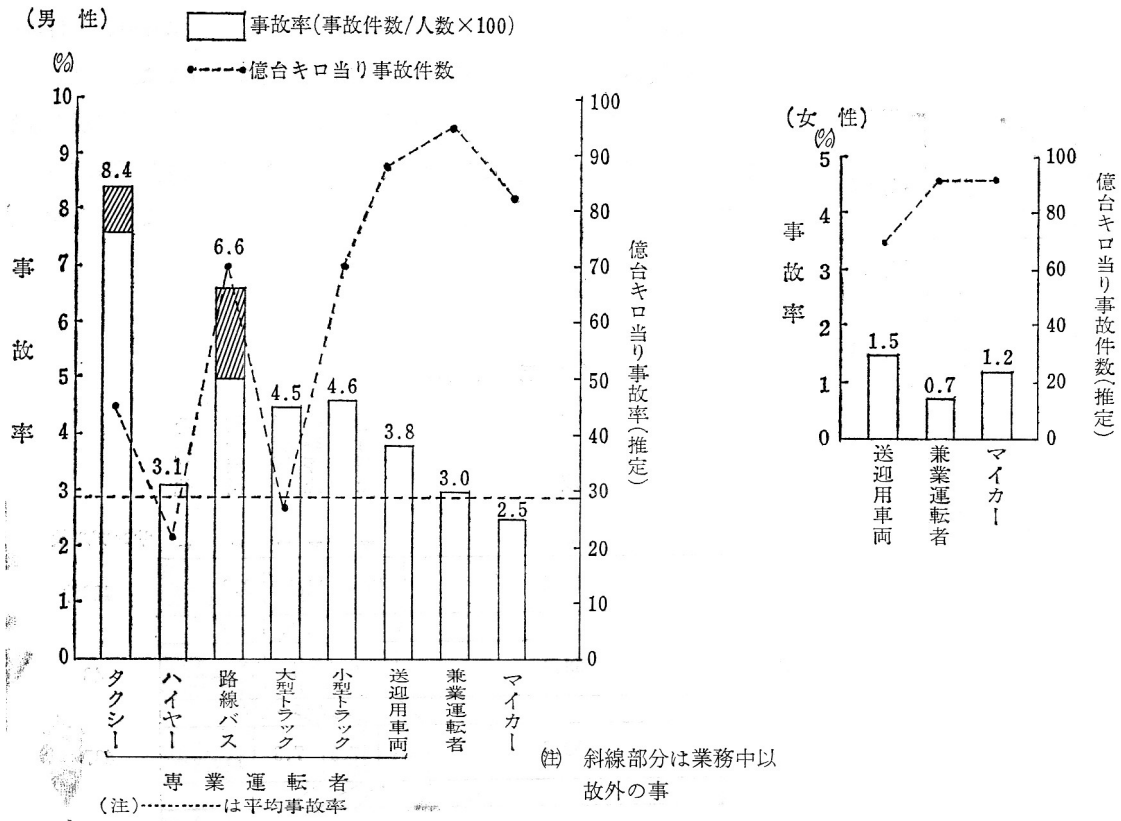 (男 性)
事故率(事故件数/人数×100)
億台キロ当り事故件数
(%)
10
9
8
7
6
5
4
3
2
1
0
事故率
8.4
3.1
6.6
4.5
4.6
3.8
3.0
2.5
100
90
80
70
60
50
40
30
20
10
0
億台キロ当り事故率(推定)
タクシー
ハイヤー
路線バス
大型トラック
小型トラック
送迎用車両
兼業運転者
マイカー
専業運転者
(注)---------は平均事故率
(注) 斜線部分は業務中以
故外の事
(女 性)
(%)
5
4
3
2
1
0
事故率
1.5
0.7
1.2
100
80
60
40
20
0
億台キロ当り事故件数(推定)
送迎用車両
兼業運転者
マイカー